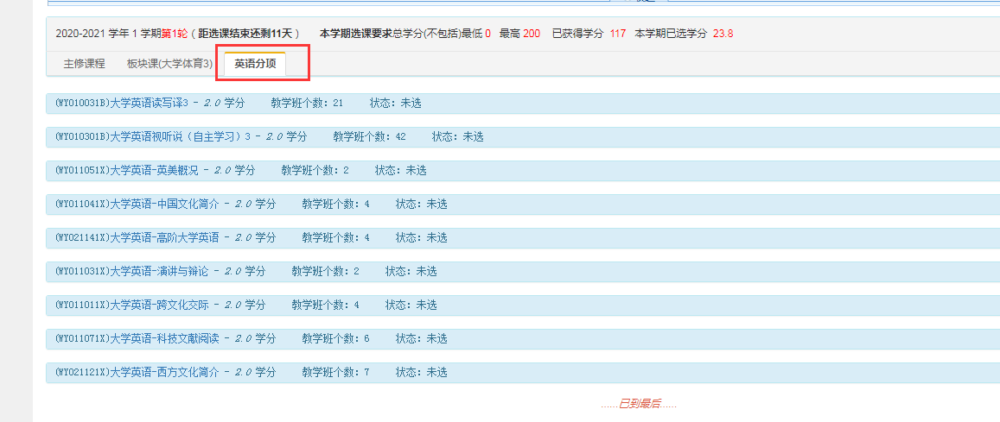 2020-2021 学年 1 学期第1轮（距选课结束还剩11天） 本学期选课要求总学分(不包括)最低 0 最高 200 已获得学分 117 本学期已选学分 23.8
主修课程 板块课(大学体育3) 英语分项
(WY010031B)大学英语读写译3 - 2.0 学分 教学班个数：21 状态：未选
(WY010301B)大学英语视听说（自主学习）3 - 2.0 学分 教学班个数：42 状态：未选
(WY011051X)大学英语-英美概况 - 2.0 学分 教学班个数：2 状态：未选
(WY011041X)大学英语-中国文化简介 - 2.0 学分 教学班个数：4 状态：未选
(WY021141X)大学英语-高阶大学英语 - 2.0 学分 教学班个数：4 状态：未选
(WY011031X)大学英语-演讲与辩论 - 2.0 学分 教学班个数：2 状态：未选
(WY011011X)大学英语-跨文化交际 - 2.0 学分 教学班个数：4 状态：未选
(WY011071X)大学英语-科技文献阅读 - 2.0 学分 教学班个数：6 状态：未选
(WY021121X)大学英语-西方文化简介 - 2.0 学分 教学班个数：7 状态：未选
......已到最后......